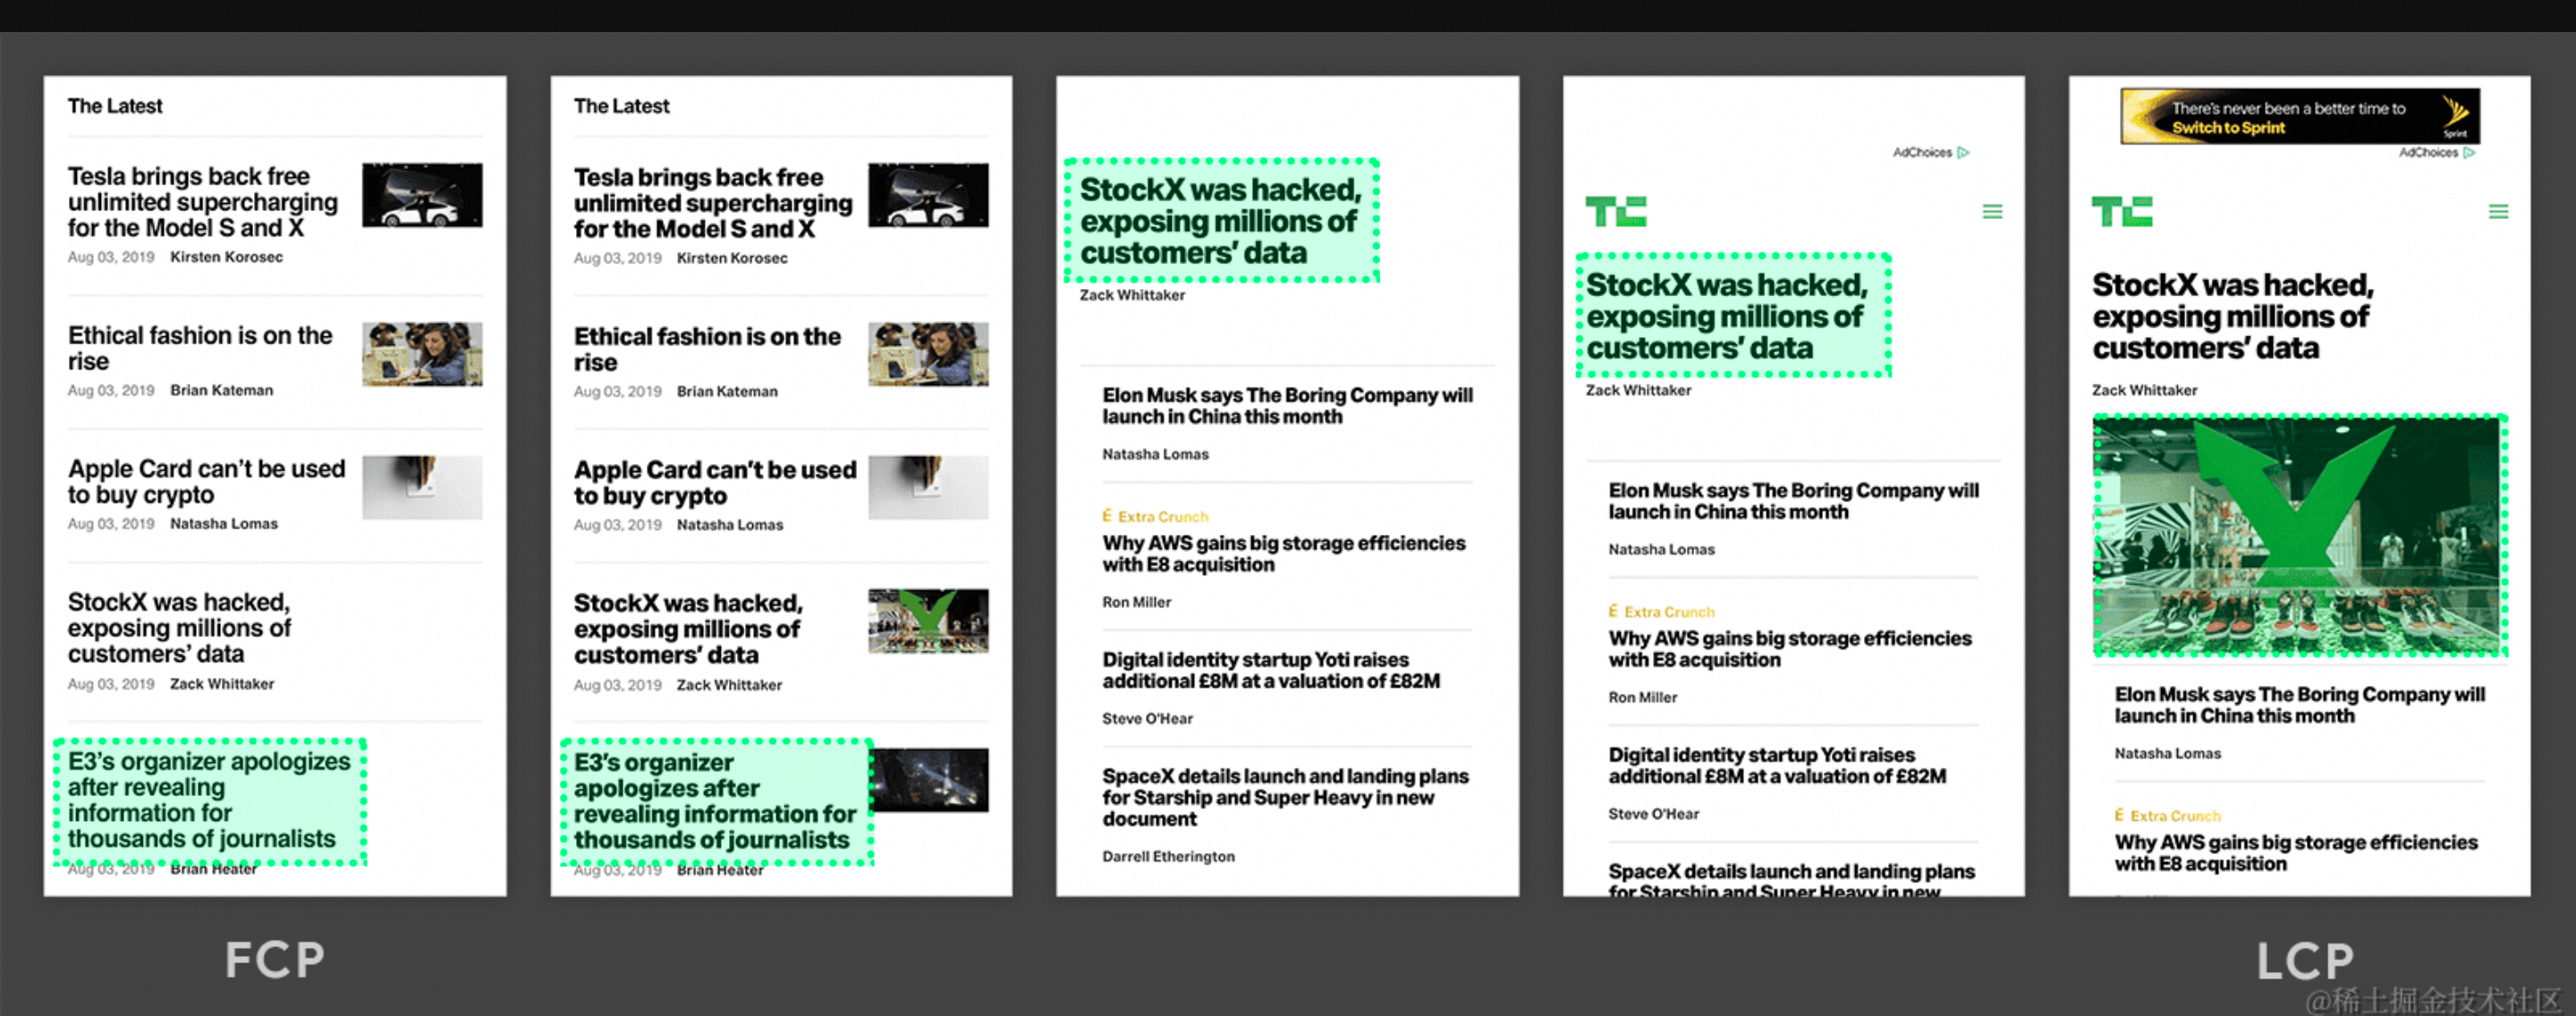 The Latest
Tesla brings back free
unlimited supercharging
for the Model S and X
Aug 03, 2019 Kirsten Korosec
Ethical fashion is on the
rise
Aug 03, 2019 Brian Kateman
Apple Card can't be used
to buy crypto
Aug 03, 2019 Natasha Lomas
StockX was hacked,
exposing millions of
customers' data
Aug 03, 2019 Zack Whittaker
E3's organizer apologizes
after revealing
information for
thousands of journalists
Aug 03, 2019 Brian Heater
FCP
The Latest
Tesla brings back free
unlimited supercharging
for the Model S and X
Aug 03, 2019 Kirsten Korosec
Ethical fashion is on the
rise
Aug 03, 2019 Brian Kateman
Apple Card can't be used
to buy crypto
Aug 03, 2019 Natasha Lomas
StockX was hacked,
exposing millions of
customers' data
Aug 03, 2019 Zack Whittaker
E3's organizer
apologizes after
revealing information for
thousands of journalists
Aug 03, 2019 Brian Heater
StockX was hacked,
exposing millions of
customers' data
Zack Whittaker
Elon Musk says The Boring Company will
launch in China this month
Natasha Lomas
É Extra Crunch
Why AWS gains big storage efficiencies
with E8 acquisition
Ron Miller
Digital identity startup Yoti raises
additional £8M at a valuation of £82M
Steve O'Hear
SpaceX details launch and landing plans
for Starship and Super Heavy in new
document
Darrell Etherington
AdChoices
TC
StockX was hacked,
exposing millions of
customers' data
Zack Whittaker
Elon Musk says The Boring Company will
launch in China this month
Natasha Lomas
É Extra Crunch
Why AWS gains big storage efficiencies
with E8 acquisition
Ron Miller
Digital identity startup Yoti raises
additional £8M at a valuation of £82M
Steve O'Hear
SpaceX details launch and landing plans
for Starship and Super Heavy in new
There's never been a better time to
Switch to Sprint
Sprint
AdChoices
TC
StockX was hacked,
exposing millions of
customers' data
Zack Whittaker
Elon Musk says The Boring Company will
launch in China this month
Natasha Lomas
É Extra Crunch
Why AWS gains big storage efficiencies
with E8 acquisition
LCP
@稀土掘金技术社区